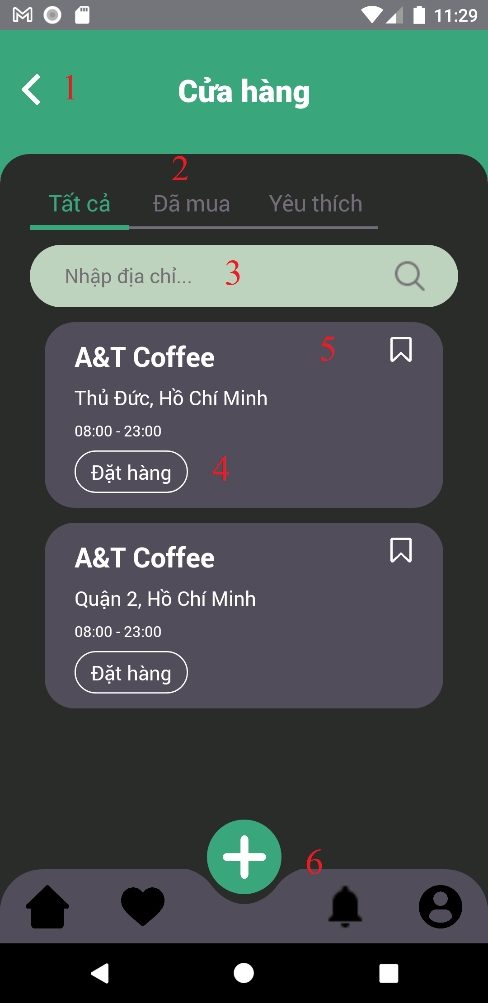 11:29
1
Cửa hàng
2
Tất cả Đã mua Yêu thích
Nhập địa chỉ... 3
A&T Coffee 5
Thủ Đức, Hồ Chí Minh
08:00 - 23:00
Đặt hàng 4
A&T Coffee
Quận 2, Hồ Chí Minh
08:00 - 23:00
Đặt hàng
6